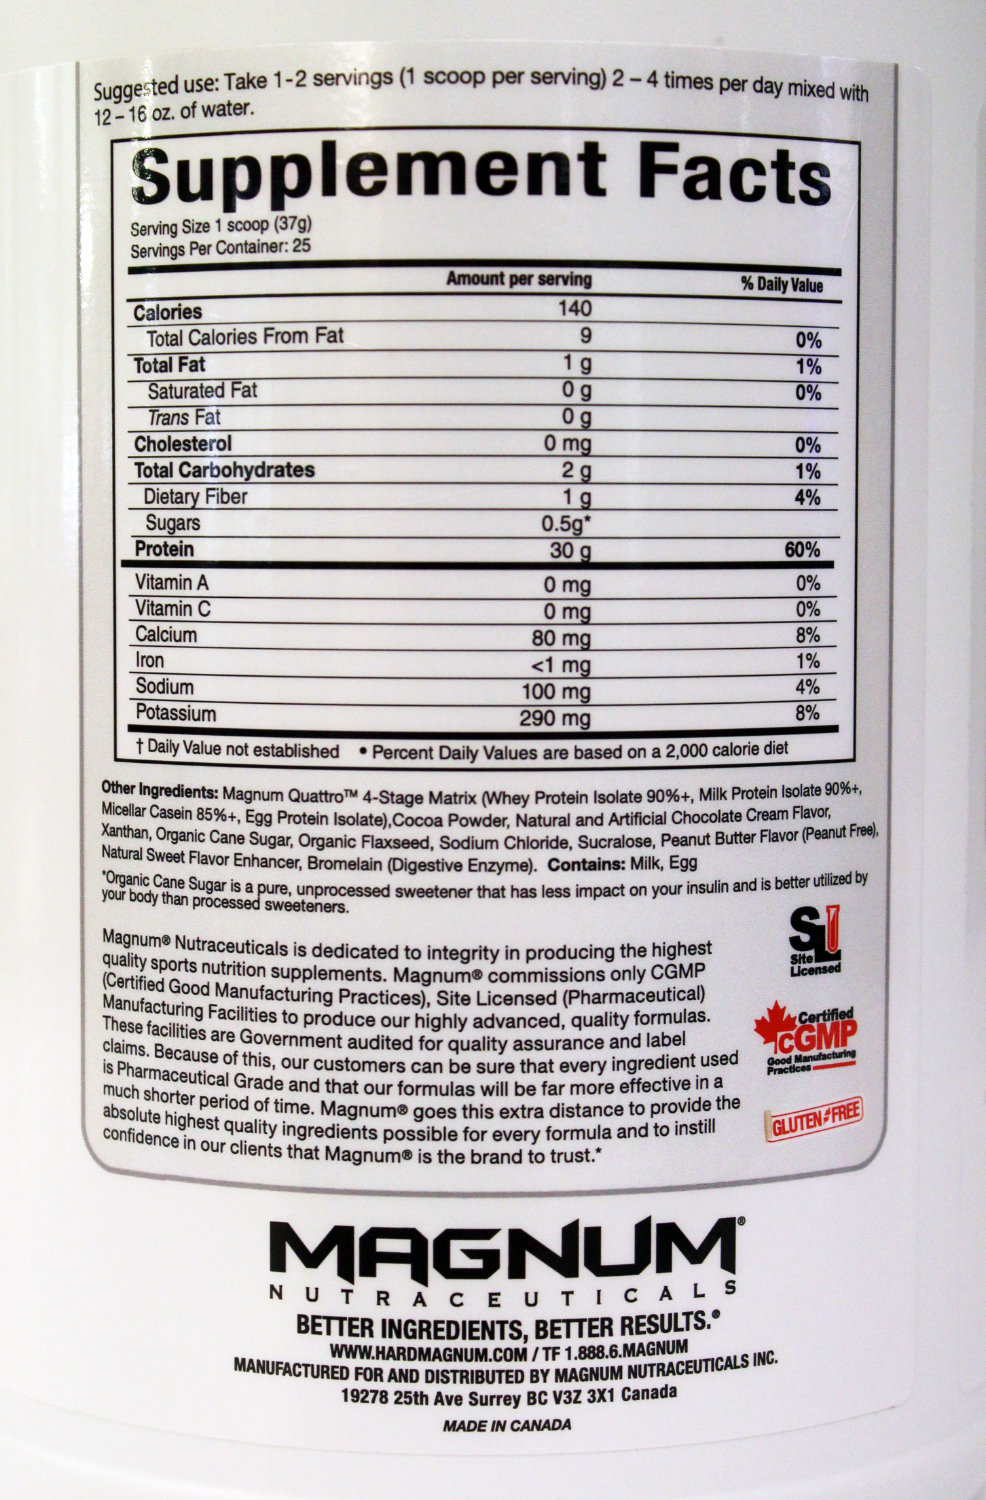 Suggested use: Take 1-2 servings (1 scoop per serving) 2 – 4 times per day mixed with
12 – 16 oz. of water.
Supplement Facts
Serving Size 1 scoop (37g)
Servings Per Container: 25
Amount per serving % Daily Value
Calories 140
Total Calories From Fat 9 0%
Total Fat 1 g 1%
Saturated Fat 0 g 0%
Trans Fat 0 g
Cholesterol 0 mg 0%
Total Carbohydrates 2 g 1%
Dietary Fiber 1 g 4%
Sugars 0.5g*
Protein 30 g 60%
Vitamin A 0 mg 0%
Vitamin C 0 mg 0%
Calcium 80 mg 8%
Iron <1 mg 1%
Sodium 100 mg 4%
Potassium 290 mg 8%
† Daily Value not established • Percent Daily Values are based on a 2,000 calorie diet
Other Ingredients: Magnum Quattro™ 4-Stage Matrix (Whey Protein Isolate 90%+, Milk Protein Isolate 90%+,
Micellar Casein 85%+, Egg Protein Isolate),Cocoa Powder, Natural and Artificial Chocolate Cream Flavor,
Xanthan, Organic Cane Sugar, Organic Flaxseed, Sodium Chloride, Sucralose, Peanut Butter Flavor (Peanut Free),
Natural Sweet Flavor Enhancer, Bromelain (Digestive Enzyme). Contains: Milk, Egg
*Organic Cane Sugar is a pure, unprocessed sweetener that has less impact on your insulin and is better utilized by
your body than processed sweeteners.
Magnum® Nutraceuticals is dedicated to integrity in producing the highest
quality sports nutrition supplements. Magnum® commissions only CGMP
(Certified Good Manufacturing Practices), Site Licensed (Pharmaceutical)
Manufacturing Facilities to produce our highly advanced, quality formulas.
These facilities are Government audited for quality assurance and label
claims. Because of this, our customers can be sure that every ingredient used
is Pharmaceutical Grade and that our formulas will be far more effective in a
much shorter period of time. Magnum® goes this extra distance to provide the
absolute highest quality ingredients possible for every formula and to instill
confidence in our clients that Magnum® is the brand to trust.*
SL
Site
Licensed
Certified
cGMP
Good Manufacturing
Practices
GLUTEN FREE
MAGNUM®
NUTRACEUTICALS
BETTER INGREDIENTS, BETTER RESULTS.®
WWW.HARDMAGNUM.COM / TF 1.888.6.MAGNUM
MANUFACTURED FOR AND DISTRIBUTED BY MAGNUM NUTRACEUTICALS INC.
19278 25th Ave Surrey BC V3Z 3X1 Canada
MADE IN CANADA